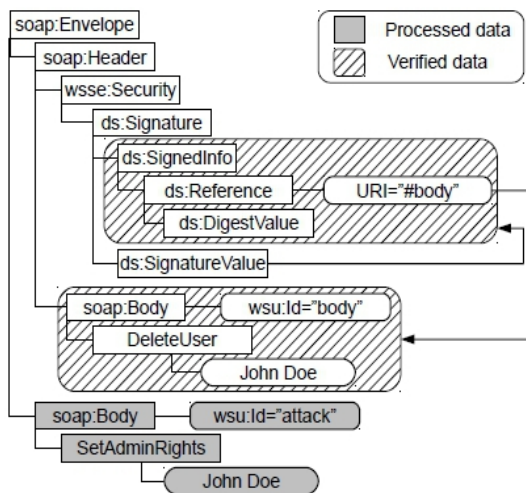 soap:Envelope
soap:Header
wsse:Security
ds:Signature
ds:SignedInfo
ds:Reference
URI="#body"
ds:DigestValue
ds:SignatureValue
soap:Body
wsu:Id="body"
DeleteUser
John Doe
soap:Body
wsu:Id="attack"
SetAdminRights
John Doe
Processed data
Verified data